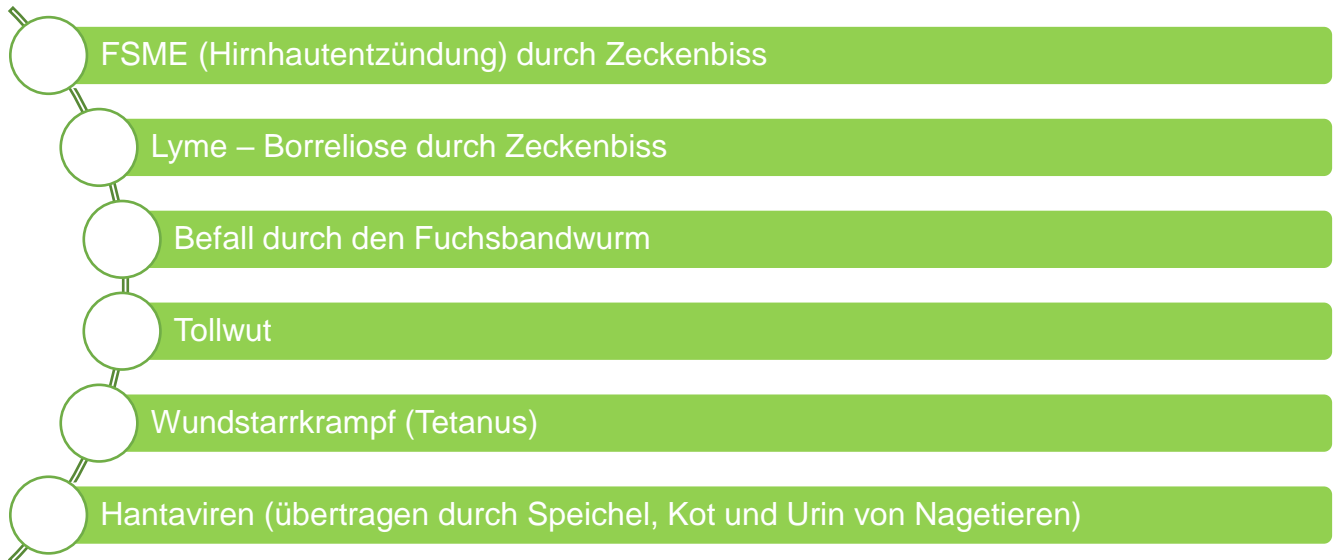 FSME (Hirnhautentzündung) durch Zeckenbiss
Lyme – Borreliose durch Zeckenbiss
Befall durch den Fuchsbandwurm
Tollwut
Wundstarrkrampf (Tetanus)
Hantaviren (übertragen durch Speichel, Kot und Urin von Nagetieren)